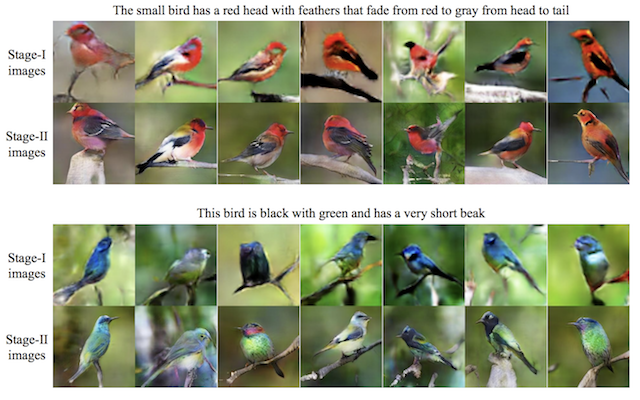 The small bird has a red head with feathers that fade from red to gray from head to tail
Stage-I
images
Stage-II
images
This bird is black with green and has a very short beak
Stage-I
images
Stage-II
images